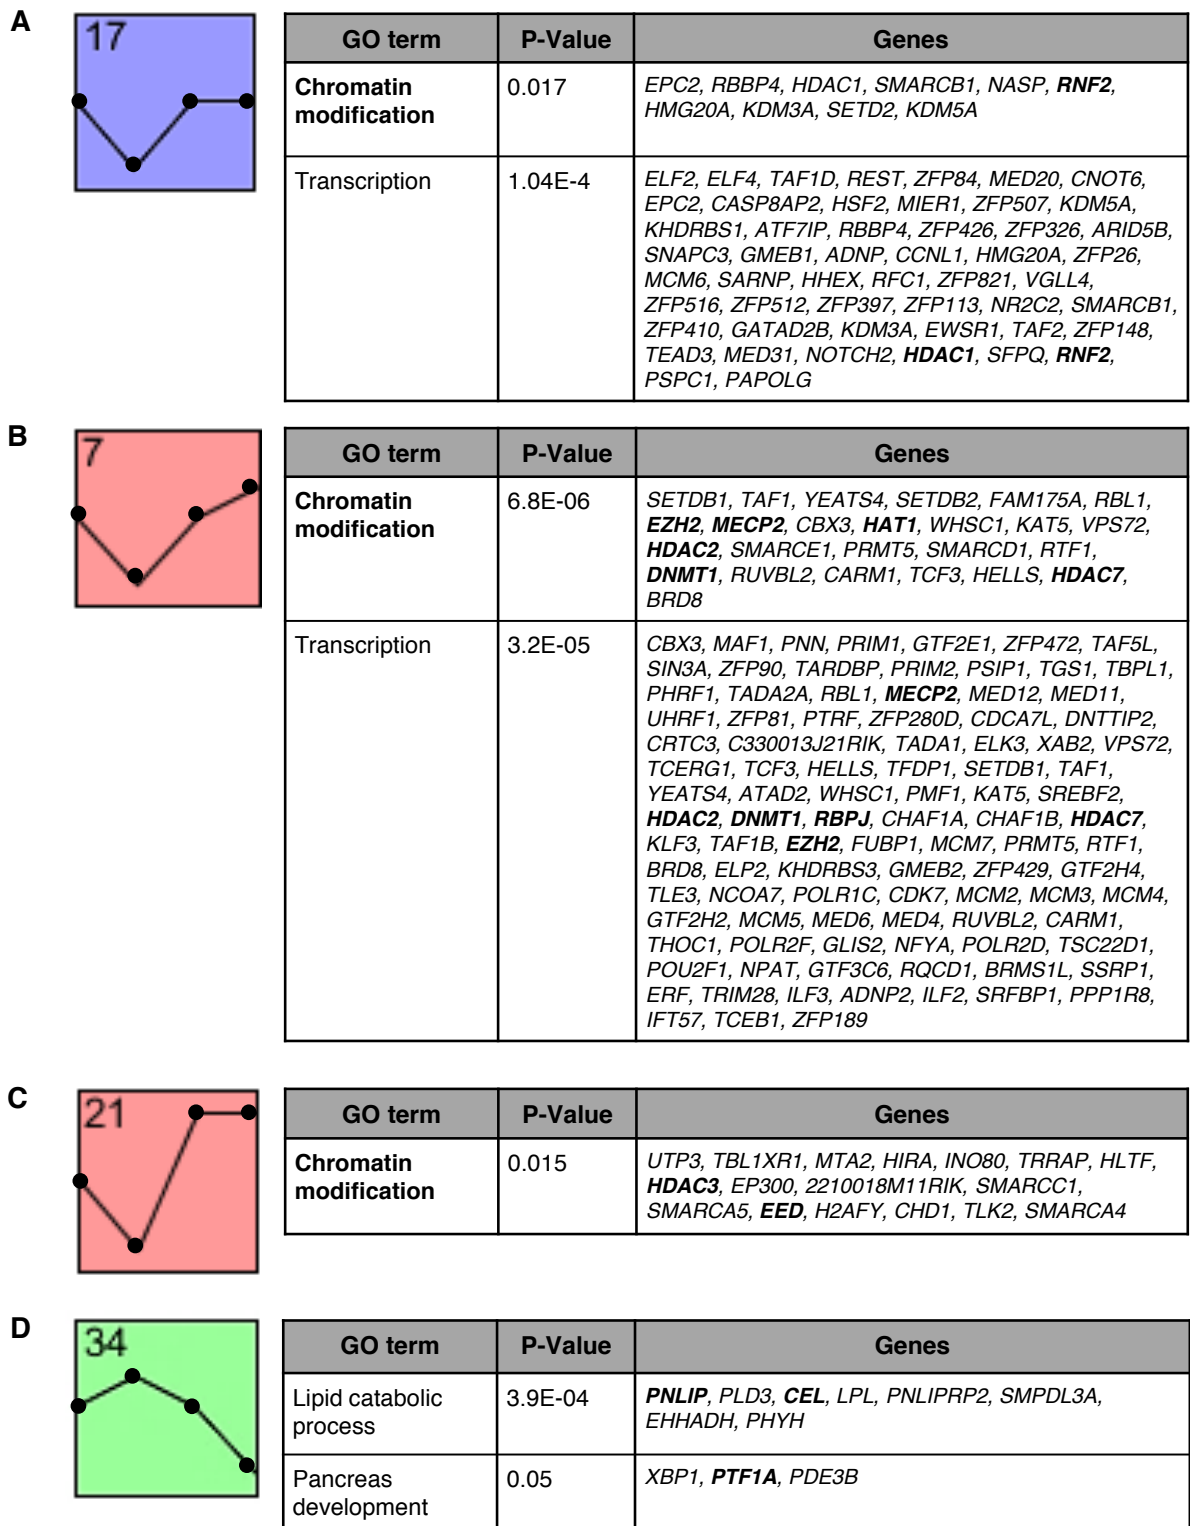 A
17
GO term P-Value Genes
Chromatin modification 0.017 EPC2, RBBP4, HDAC1, SMARCB1, NASP, RNF2,
HMG20A, KDM3A, SETD2, KDM5A
Transcription 1.04E-4 ELF2, ELF4, TAF1D, REST, ZFP84, MED20, CNOT6,
EPC2, CASP8AP2, HSF2, MIER1, ZFP507, KDM5A,
KHDRBS1, ATF7IP, RBBP4, ZFP426, ZFP326, ARID5B,
SNAPC3, GMEB1, ADNP, CCNL1, HMG20A, ZFP26,
MCM6, SARNP, HHEX, RFC1, ZFP821, VGLL4,
ZFP516, ZFP512, ZFP397, ZFP113, NR2C2, SMARCB1,
ZFP410, GATAD2B, KDM3A, EWSR1, TAF2, ZFP148,
TEAD3, MED31, NOTCH2, HDAC1, SFPQ, RNF2,
PSPC1, PAPOLG
B
7
GO term P-Value Genes
Chromatin modification 6.8E-06 SETDB1, TAF1, YEATS4, SETDB2, FAM175A, RBL1,
EZH2, MECP2, CBX3, HAT1, WHSC1, KAT5, VPS72,
HDAC2, SMARCE1, PRMT5, SMARCD1, RTF1,
DNMT1, RUVBL2, CARM1, TCF3, HELLS, HDAC7,
BRD8
Transcription 3.2E-05 CBX3, MAF1, PNN, PRIM1, GTF2E1, ZFP472, TAF5L,
SIN3A, ZFP90, TARDBP, PRIM2, PSIP1, TGS1, TBPL1,
PHRF1, TADA2A, RBL1, MECP2, MED12, MED11,
UHRF1, ZFP81, PTRF, ZFP280D, CDCA7L, DNTTIP2,
CRTC3, C330013J21RIK, TADA1, ELK3, XAB2, VPS72,
TCERG1, TCF3, HELLS, TFDP1, SETDB1, TAF1,
YEATS4, ATAD2, WHSC1, PMF1, KAT5, SREBF2,
HDAC2, DNMT1, RBPJ, CHAF1A, CHAF1B, HDAC7,
KLF3, TAF1B, EZH2, FUBP1, MCM7, PRMT5, RTF1,
BRD8, ELP2, KHDRBS3, GMEB2, ZFP429, GTF2H4,
TLE3, NCOA7, POLR1C, CDK7, MCM2, MCM3, MCM4,
GTF2H2, MCM5, MED6, MED4, RUVBL2, CARM1,
THOC1, POLR2F, GLIS2, NFYA, POLR2D, TSC22D1,
POU2F1, NPAT, GTF3C6, RQCD1, BRMS1L, SSRP1,
ERF, TRIM28, ILF3, ADNP2, ILF2, SRFBP1, PPP1R8,
IFT57, TCEB1, ZFP189
C
21
GO term P-Value Genes
Chromatin modification 0.015 UTP3, TBL1XR1, MTA2, HIRA, INO80, TRRAP, HLTF,
HDAC3, EP300, 2210018M11RIK, SMARCC1,
SMARCA5, EED, H2AFY, CHD1, TLK2, SMARCA4
D
34
GO term P-Value Genes
Lipid catabolic process 3.9E-04 PNLIP, PLD3, CEL, LPL, PNLIPRP2, SMPDL3A,
EHHADH, PHYH
Pancreas development 0.05 XBP1, PTF1A, PDE3B